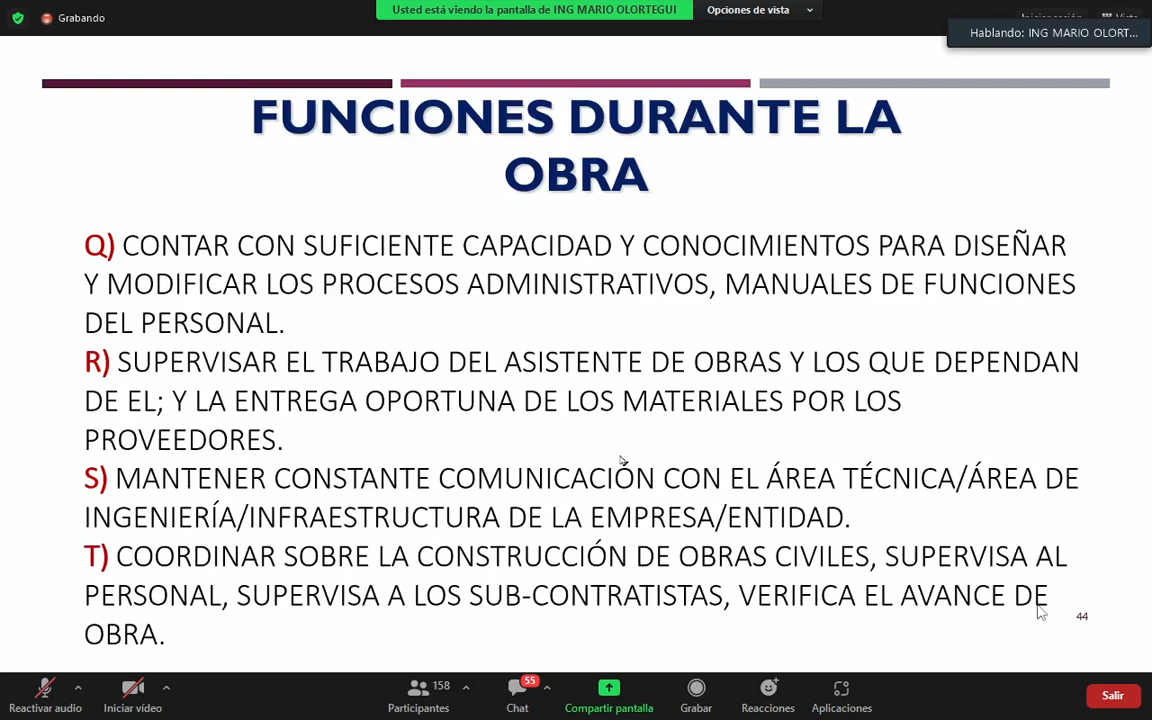 Grabando
Usted está viendo la pantalla de ING MARIO OLORTEGUI
Opciones de vista
Iniciar sesión
Vista
Hablando: ING MARIO OLORT...
FUNCIONES DURANTE LA
OBRA
Q) CONTAR CON SUFICIENTE CAPACIDAD Y CONOCIMIENTOS PARA DISEÑAR
Y MODIFICAR LOS PROCESOS ADMINISTRATIVOS, MANUALES DE FUNCIONES
DEL PERSONAL.
R) SUPERVISAR EL TRABAJO DEL ASISTENTE DE OBRAS Y LOS QUE DEPENDAN
DE EL; Y LA ENTREGA OPORTUNA DE LOS MATERIALES POR LOS
PROVEEDORES.
S) MANTENER CONSTANTE COMUNICACIÓN CON EL ÁREA TÉCNICA/ÁREA DE
INGENIERÍA/INFRAESTRUCTURA DE LA EMPRESA/ENTIDAD.
T) COORDINAR SOBRE LA CONSTRUCCIÓN DE OBRAS CIVILES, SUPERVISA AL
PERSONAL, SUPERVISA A LOS SUB-CONTRATISTAS, VERIFICA EL AVANCE DE
OBRA.
44
Reactivar audio
Iniciar vídeo
158
Participantes
55
Chat
Compartir pantalla
Grabar
Reacciones
Aplicaciones
Salir